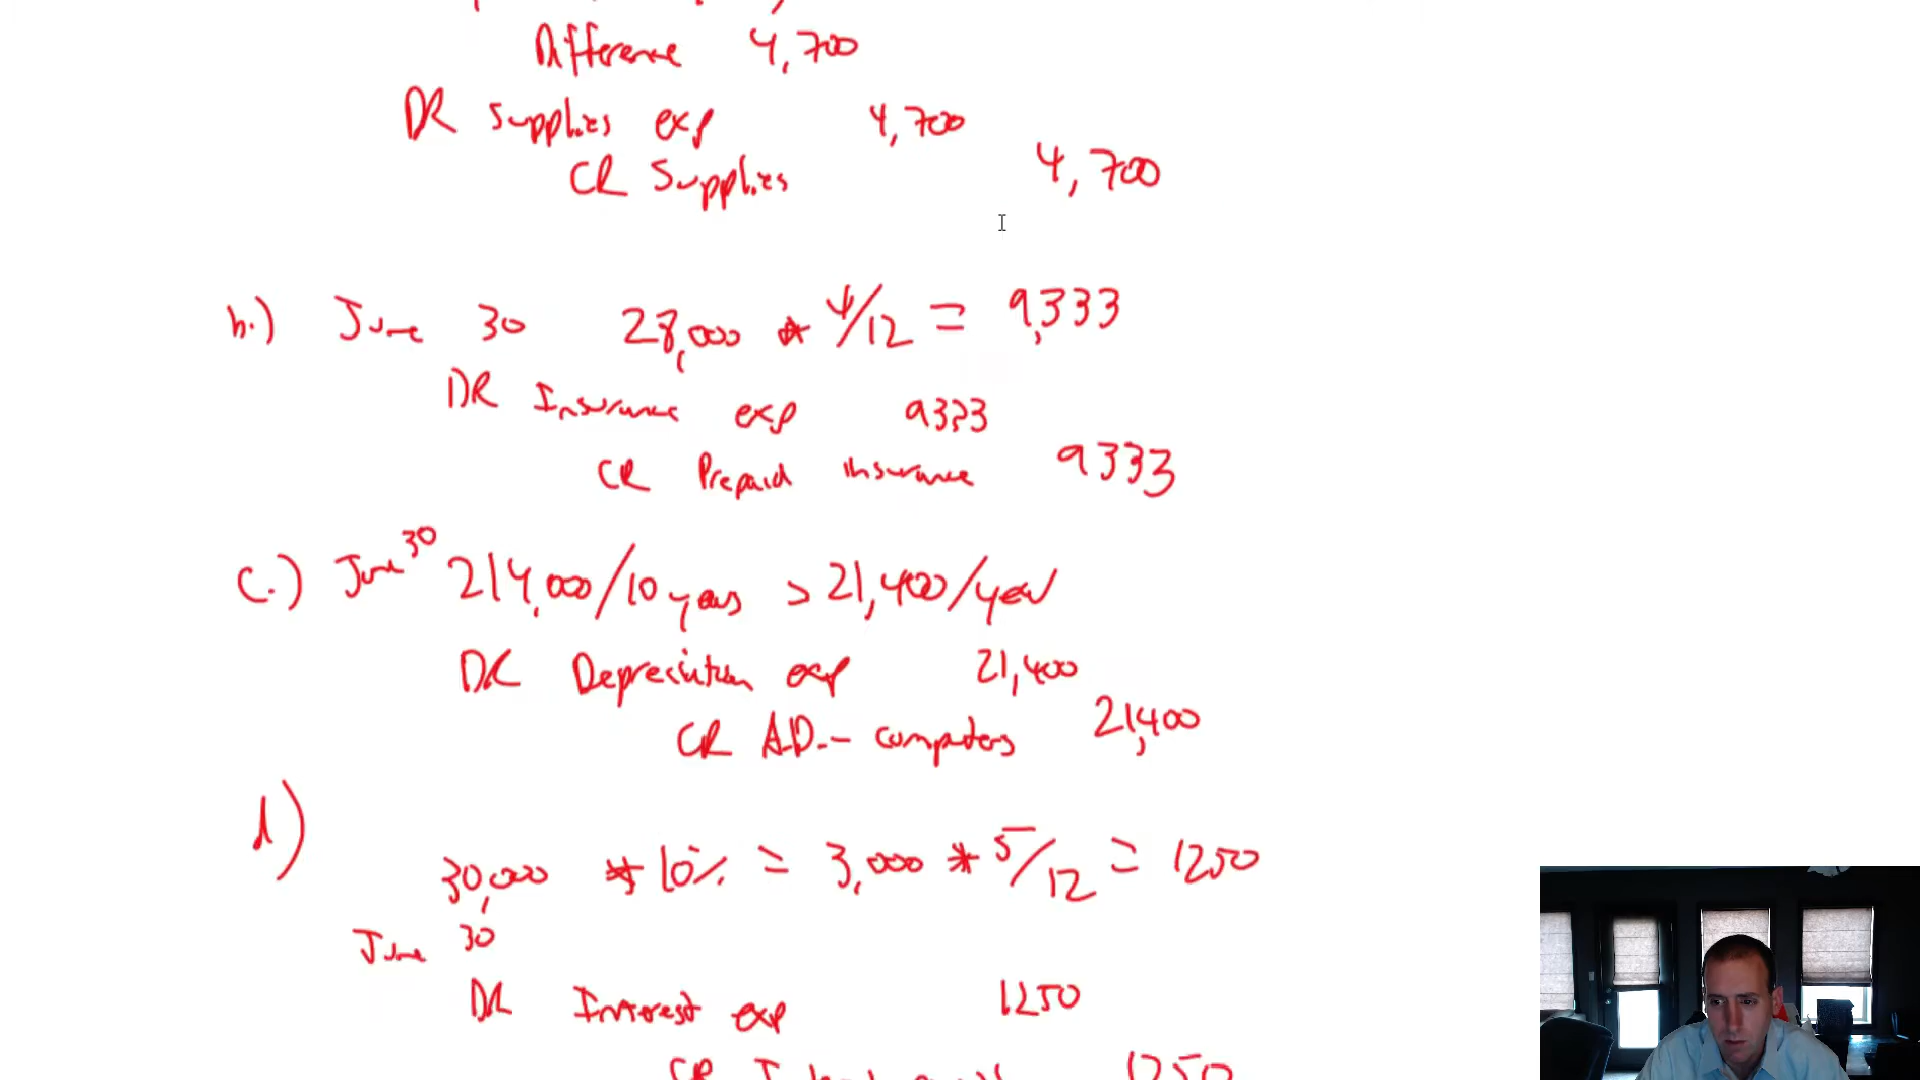 Difference 4,700
DR Supplies exp 4,700
CR Supplies 4,700
b.) June 30 28,000 * 4/12 = 9,333
DR Insurance exp 9333
CR Prepaid insurance 9333
c.) June 30 214,000/10 years > 21,400/year
DR Depreciation exp 21,400
CR A.D. - computers 21,400
d)
30,000 * 10% = 3,000 * 5/12 = 1250
June 30
DR Interest exp 1250
CR 1250